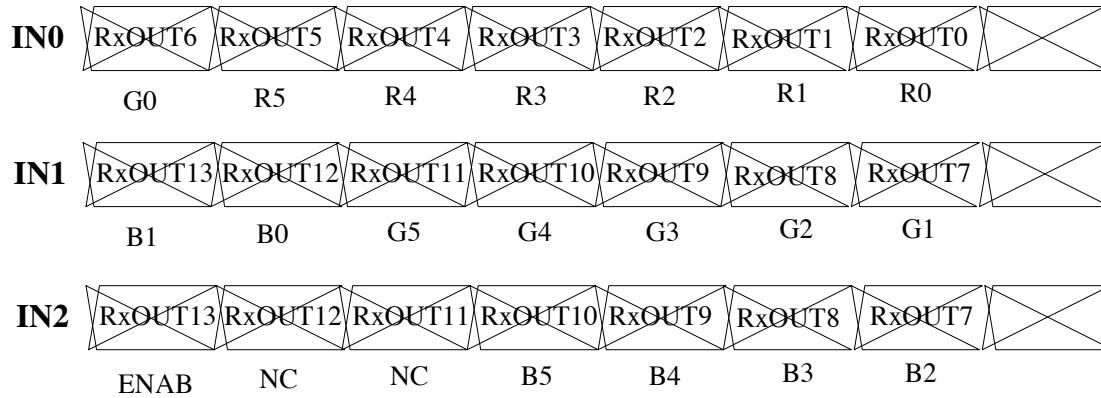 IN0 RxOUT6 RxOUT5 RxOUT4 RxOUT3 RxOUT2 RxOUT1 RxOUT0
G0 R5 R4 R3 R2 R1 R0
IN1 RxOUT13 RxOUT12 RxOUT11 RxOUT10 RxOUT9 RxOUT8 RxOUT7
B1 B0 G5 G4 G3 G2 G1
IN2 RxOUT13 RxOUT12 RxOUT11 RxOUT10 RxOUT9 RxOUT8 RxOUT7
ENAB NC NC B5 B4 B3 B2